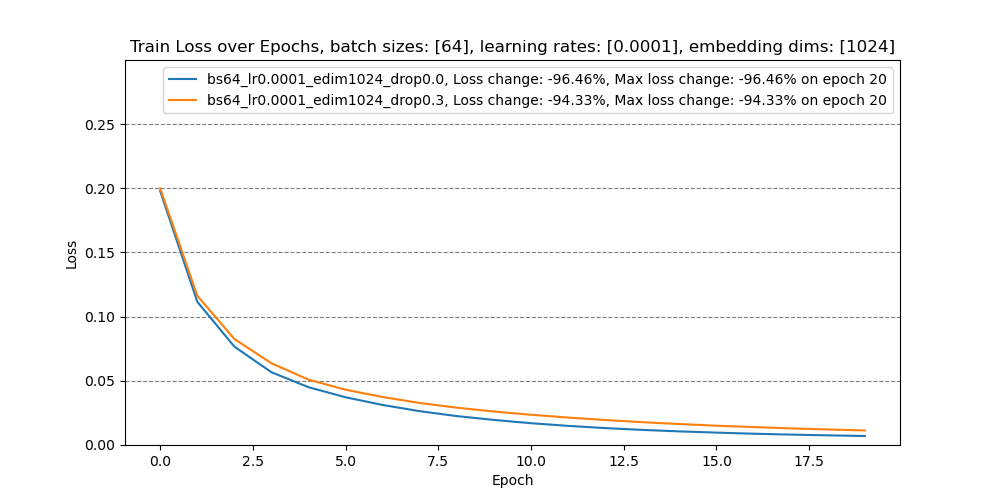 Train Loss over Epochs, batch sizes: [64], learning rates: [0.0001], embedding dims: [1024]
bs64_lr0.0001_edim1024_drop0.0, Loss change: -96.46%, Max loss change: -96.46% on epoch 20
bs64_lr0.0001_edim1024_drop0.3, Loss change: -94.33%, Max loss change: -94.33% on epoch 20
0.25
0.20
0.15
0.10
0.05
0.00
Loss
0.0 2.5 5.0 7.5 10.0 12.5 15.0 17.5
Epoch